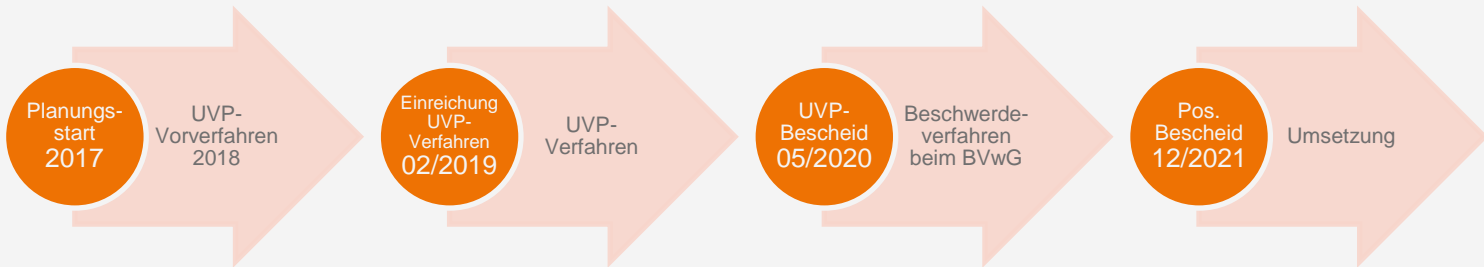 Planungs-
start
2017
UVP-
Vorverfahren
2018
Einreichung
UVP-
Verfahren
02/2019
UVP-
Verfahren
UVP-
Bescheid
05/2020
Beschwerde-
verfahren
beim BVwG
Pos.
Bescheid
12/2021
Umsetzung